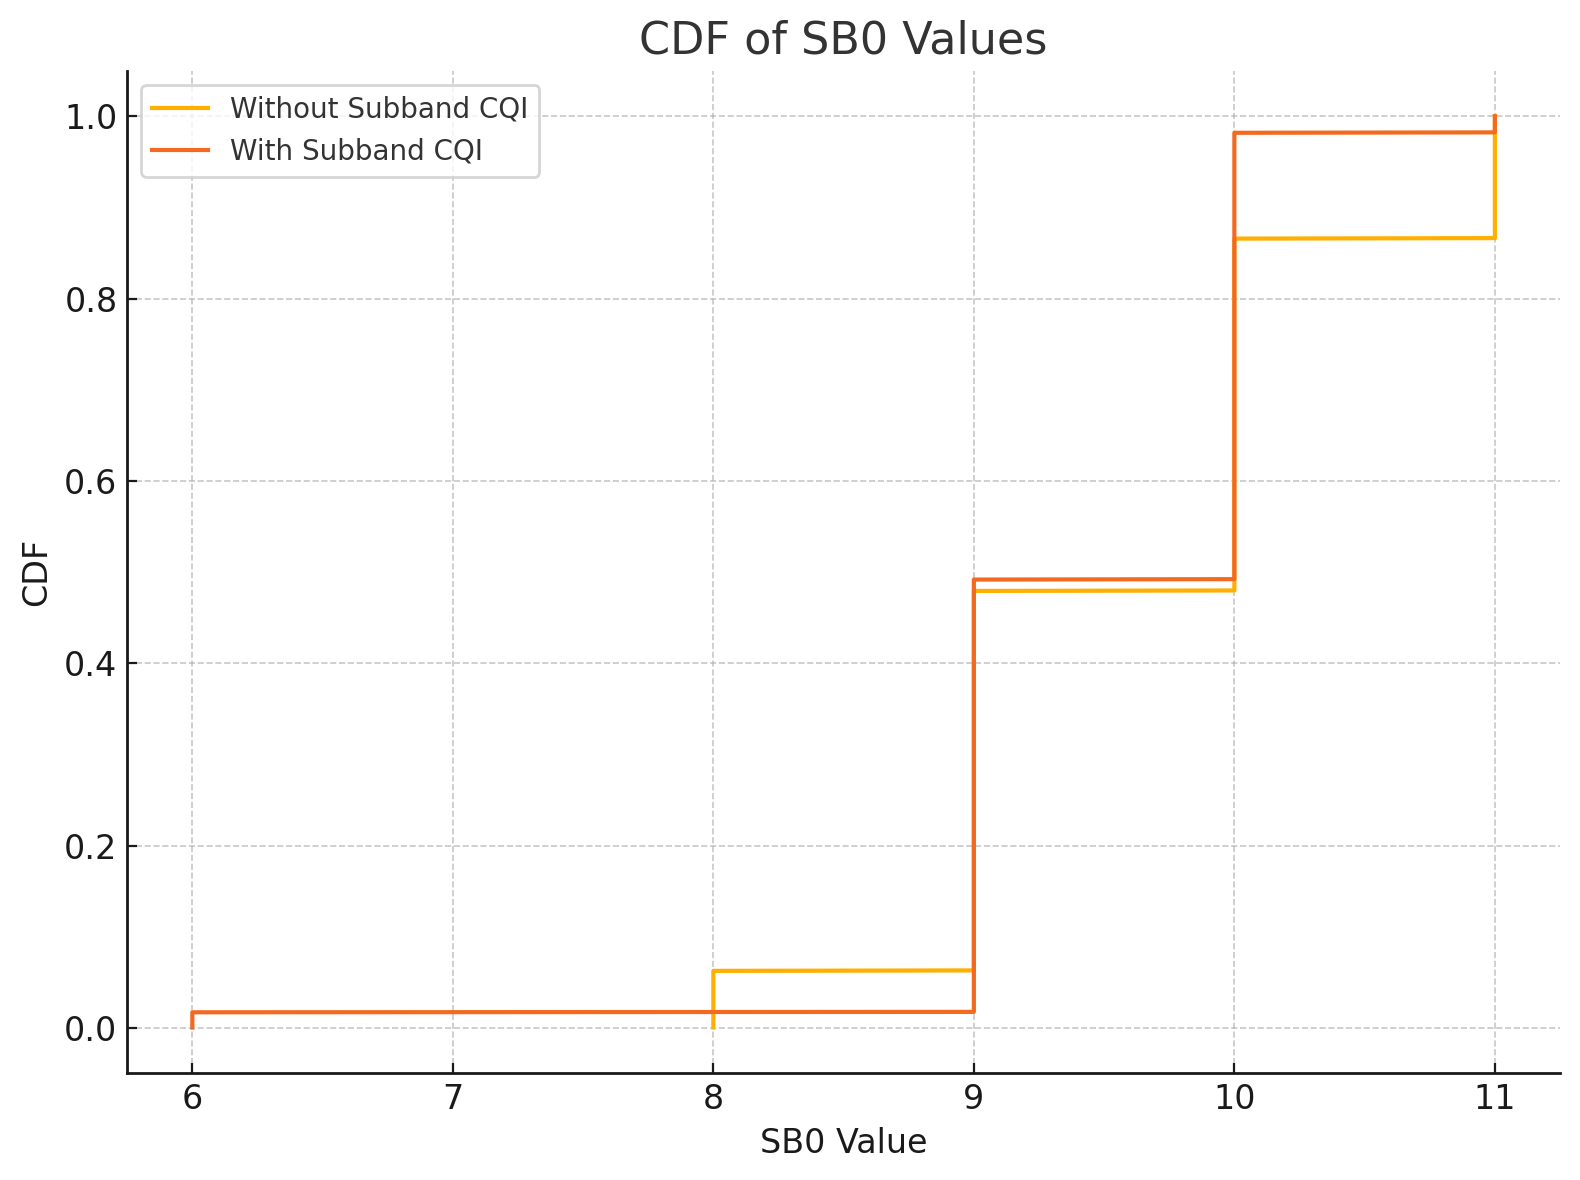 CDF of SB0 Values
Without Subband CQI
With Subband CQI
1.0
0.8
0.6
0.4
0.2
0.0
CDF
6 7 8 9 10 11
SB0 Value